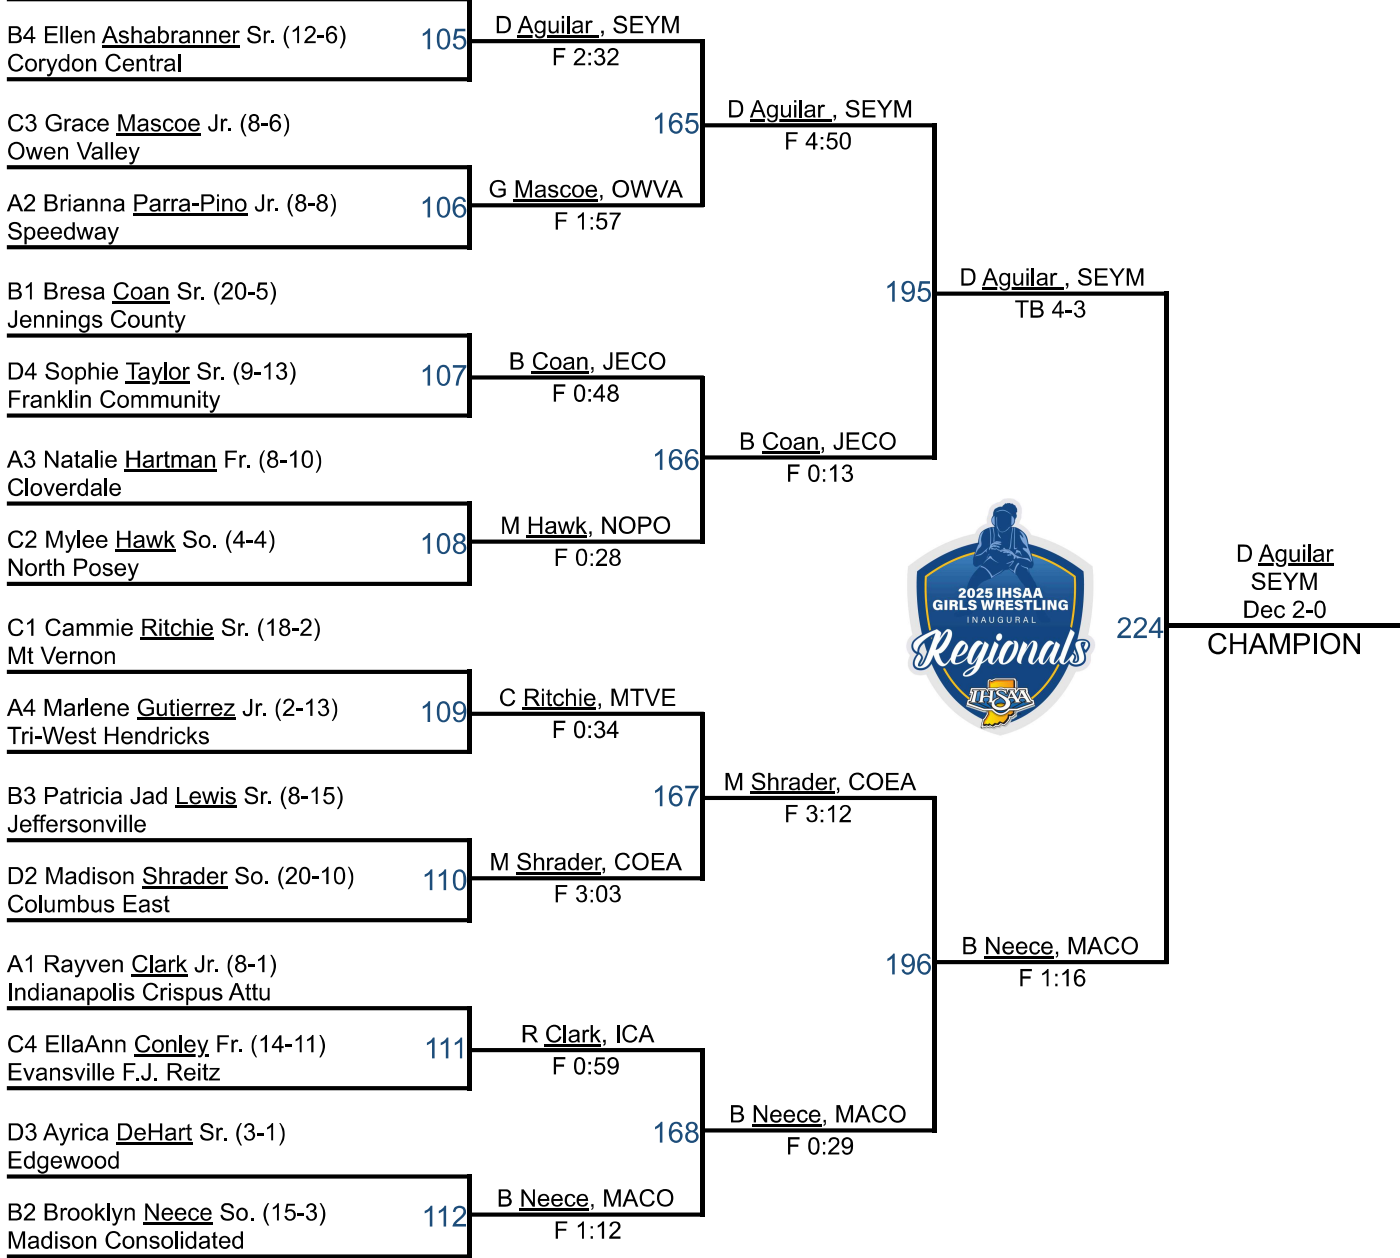 B4 Ellen Ashabranner Sr. (12-6)
Corydon Central
105
D Aguilar , SEYM
F 2:32
C3 Grace Mascoe Jr. (8-6)
Owen Valley
165
D Aguilar , SEYM
F 4:50
A2 Brianna Parra-Pino Jr. (8-8)
Speedway
106
G Mascoe, OWVA
F 1:57
B1 Bresa Coan Sr. (20-5)
Jennings County
195
D Aguilar , SEYM
TB 4-3
D4 Sophie Taylor Sr. (9-13)
Franklin Community
107
B Coan, JECO
F 0:48
A3 Natalie Hartman Fr. (8-10)
Cloverdale
166
B Coan, JECO
F 0:13
C2 Mylee Hawk So. (4-4)
North Posey
108
M Hawk, NOPO
F 0:28
2025 IHSAA
GIRLS WRESTLING
INAUGURAL
Regionals
IHSAA
224
D Aguilar
SEYM
Dec 2-0
CHAMPION
C1 Cammie Ritchie Sr. (18-2)
Mt Vernon
A4 Marlene Gutierrez Jr. (2-13)
Tri-West Hendricks
109
C Ritchie, MTVE
F 0:34
B3 Patricia Jad Lewis Sr. (8-15)
Jeffersonville
167
M Shrader, COEA
F 3:12
D2 Madison Shrader So. (20-10)
Columbus East
110
M Shrader, COEA
F 3:03
A1 Rayven Clark Jr. (8-1)
Indianapolis Crispus Attu
196
B Neece, MACO
F 1:16
C4 EllaAnn Conley Fr. (14-11)
Evansville F.J. Reitz
111
R Clark, ICA
F 0:59
D3 Ayrica DeHart Sr. (3-1)
Edgewood
168
B Neece, MACO
F 0:29
B2 Brooklyn Neece So. (15-3)
Madison Consolidated
112
B Neece, MACO
F 1:12